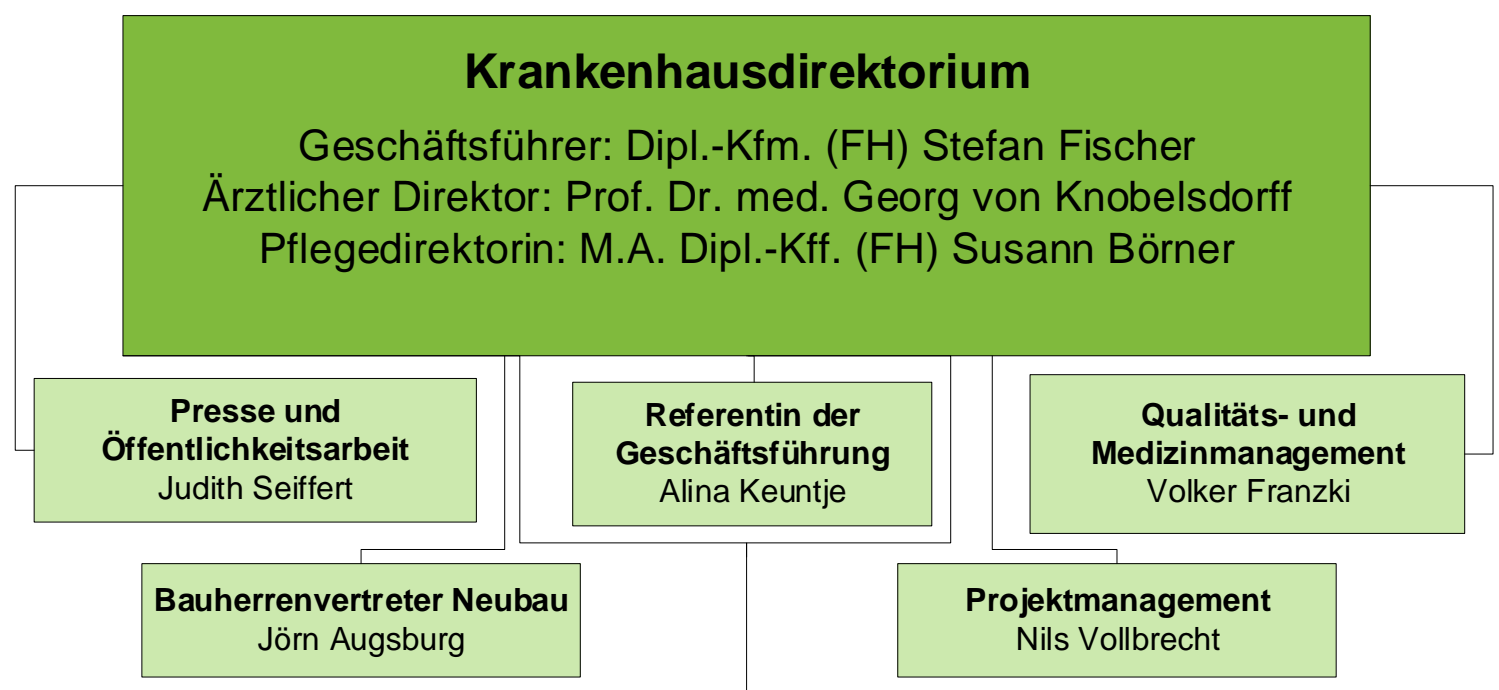 Krankenhausdirektorium
Geschäftsführer: Dipl.-Kfm. (FH) Stefan Fischer
Ärztlicher Direktor: Prof. Dr. med. Georg von Knobelsdorff
Pflegedirektorin: M.A. Dipl.-Kff. (FH) Susann Börner
Presse und
Öffentlichkeitsarbeit
Judith Seiffert
Referentin der
Geschäftsführung
Alina Keuntje
Qualitäts- und
Medizinmanagement
Volker Franzki
Bauherrenvertreter Neubau
Jörn Augsburg
Projektmanagement
Nils Vollbrecht